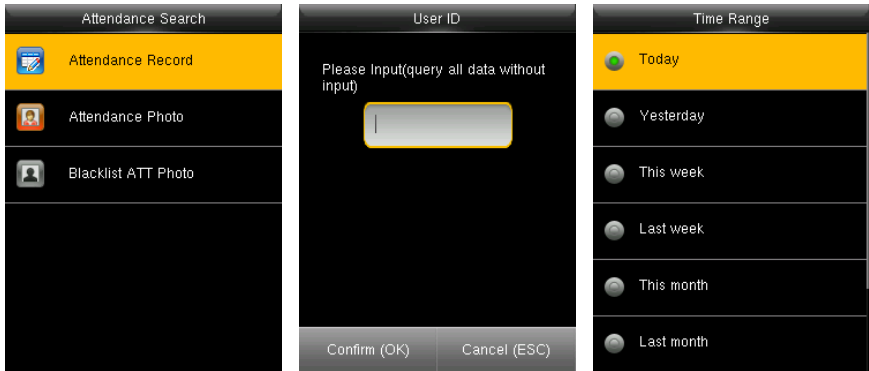 Attendance Search
Attendance Record
Attendance Photo
Blacklist ATT Photo
User ID
Please Input(query all data without
input)
Confirm (OK)
Cancel (ESC)
Time Range
Today
Yesterday
This week
Last week
This month
Last month